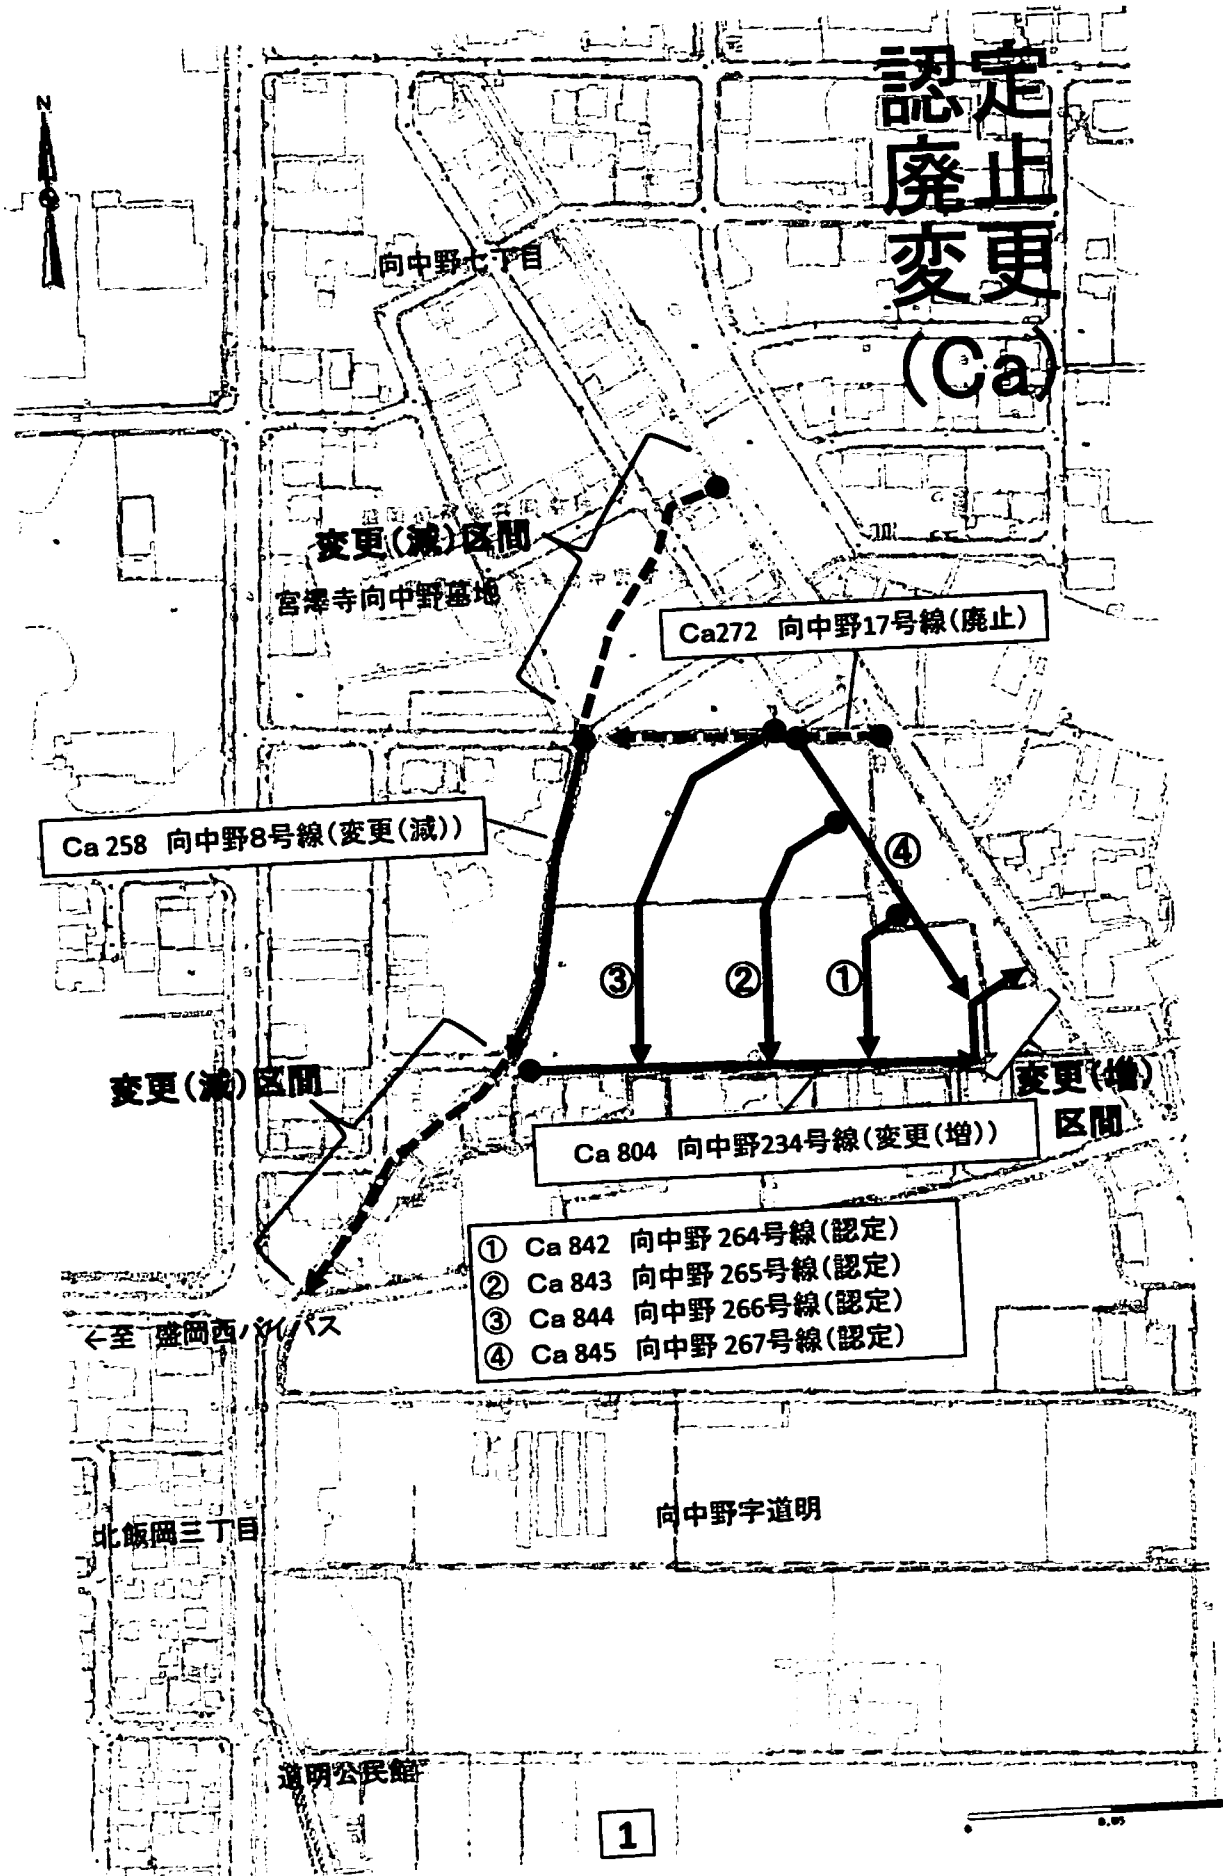 認定
廃止
変更
(Ca)
N
向中野七丁目
変更(減)区間
宮澤寺向中野墓地
Ca272 向中野17号線(廃止)
Ca 258 向中野8号線(変更(減))
④
③
②
①
変更(減)区間
変更(増)
区間
Ca 804 向中野234号線(変更(増))
① Ca 842 向中野 264号線(認定)
② Ca 843 向中野 265号線(認定)
③ Ca 844 向中野 266号線(認定)
④ Ca 845 向中野 267号線(認定)
←至 盛岡西バイパス
北飯岡三丁目
向中野字道明
道明公民館
1
0
0.05